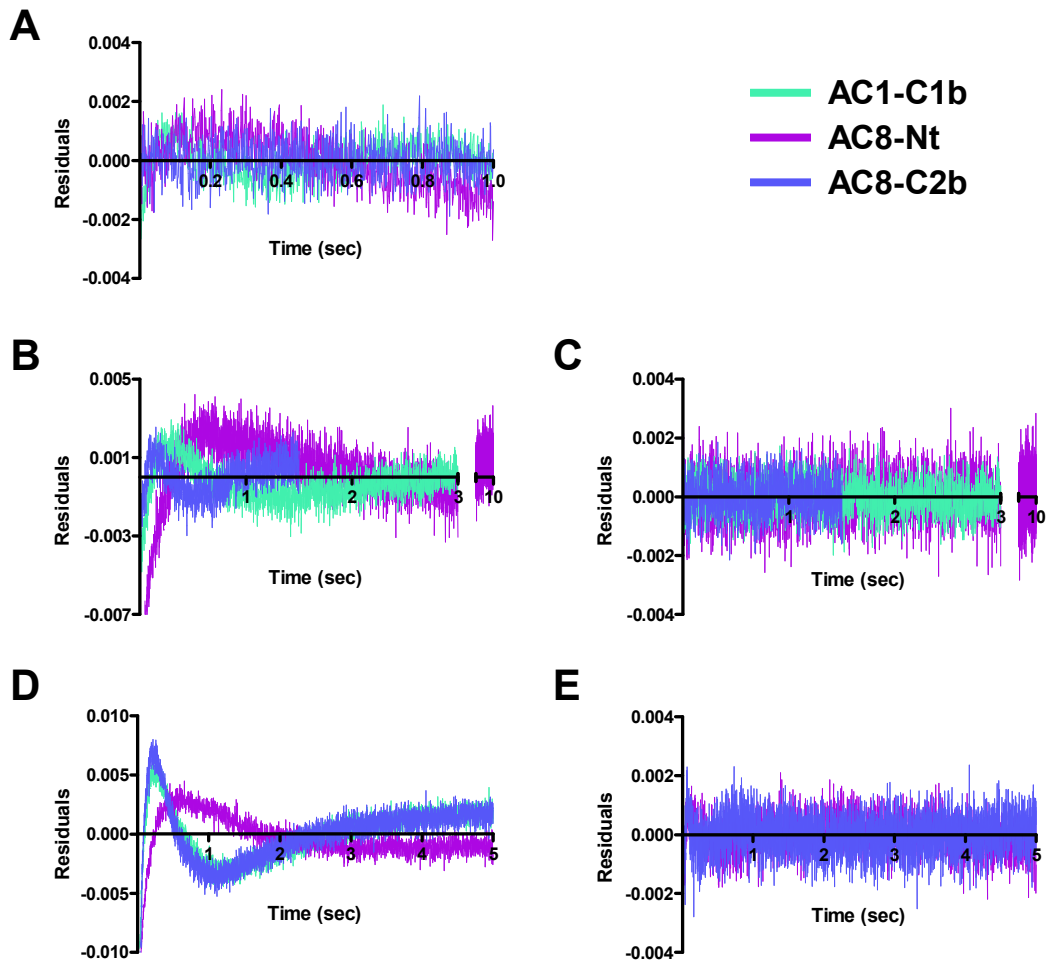 A
0.004
0.002
0.000
-0.002
-0.004
Residuals
0.2
0.4
0.6
0.8
1.0
Time (sec)
AC1-C1b
AC8-Nt
AC8-C2b
B
0.005
0.001
-0.003
-0.007
Residuals
1
2
3
10
Time (sec)
C
0.004
0.002
0.000
-0.002
-0.004
Residuals
1
2
3
10
Time (sec)
D
0.010
0.005
0.000
-0.005
-0.010
Residuals
1
2
3
4
5
Time (sec)
E
0.004
0.002
0.000
-0.002
-0.004
Residuals
1
2
3
4
5
Time (sec)